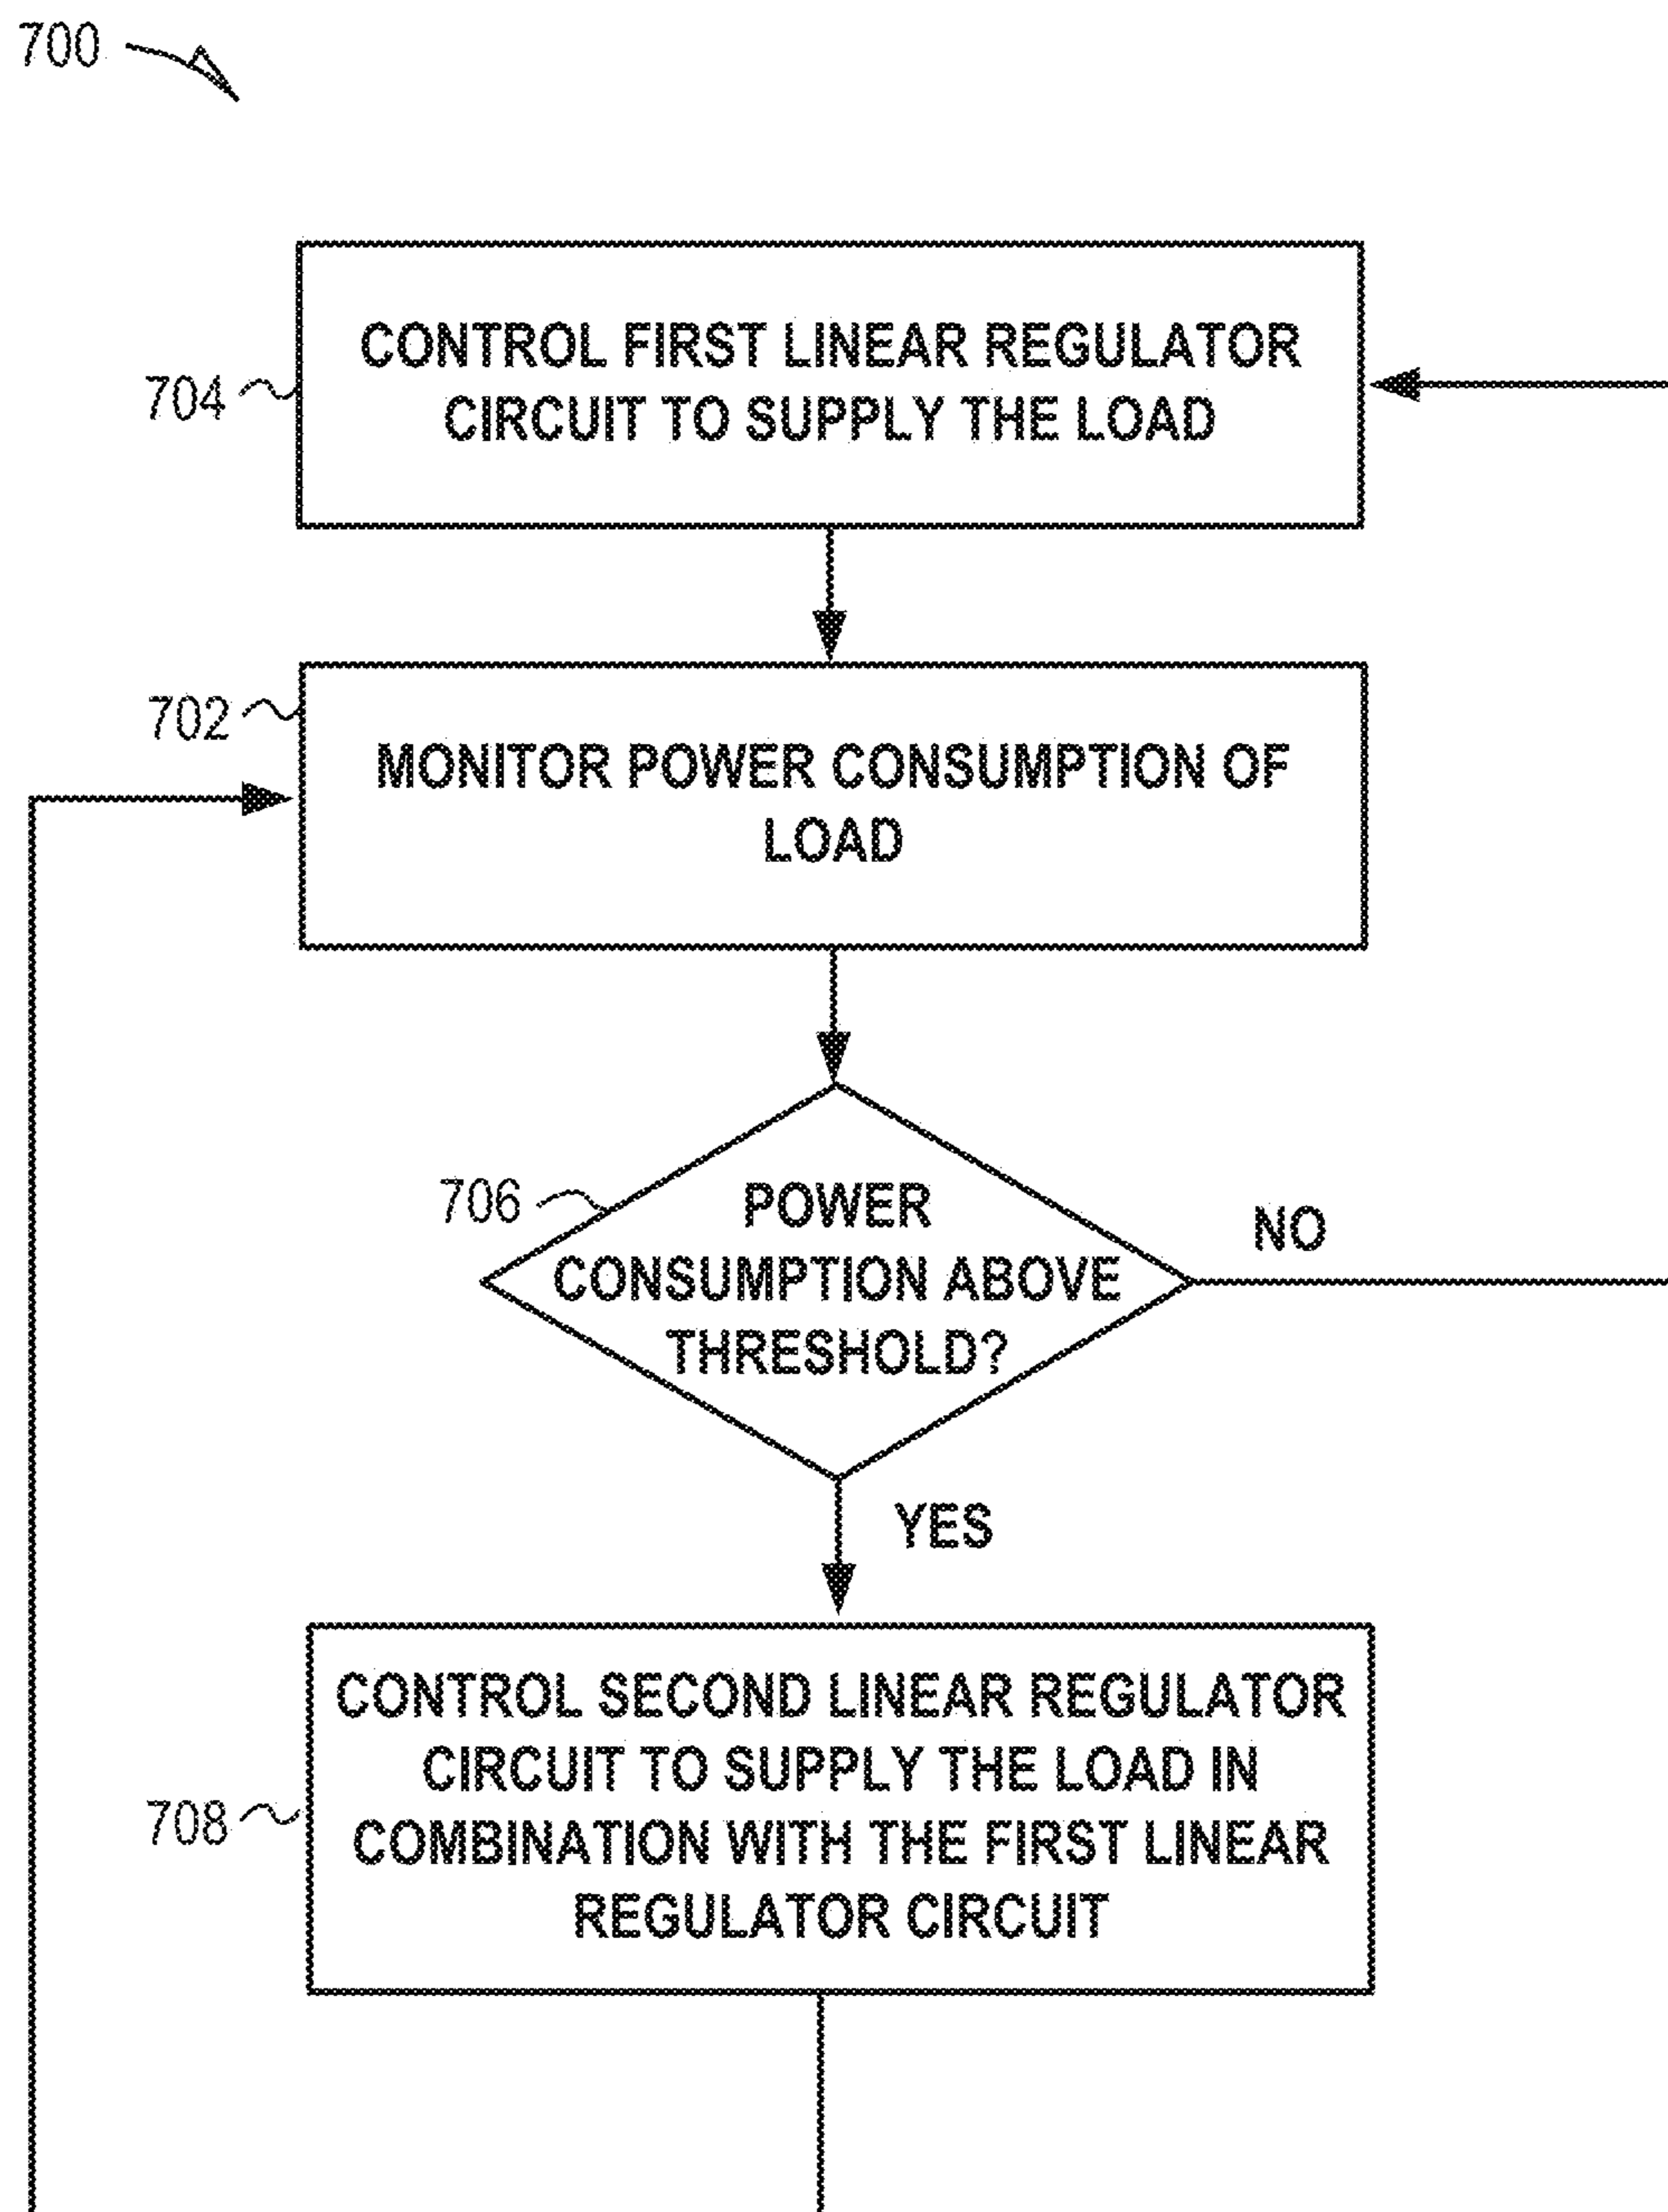 700
704
CONTROL FIRST LINEAR REGULATOR
CIRCUIT TO SUPPLY THE LOAD
702
MONITOR POWER CONSUMPTION OF
LOAD
706
POWER
CONSUMPTION ABOVE
THRESHOLD?
NO
YES
708
CONTROL SECOND LINEAR REGULATOR
CIRCUIT TO SUPPLY THE LOAD IN
COMBINATION WITH THE FIRST LINEAR
REGULATOR CIRCUIT